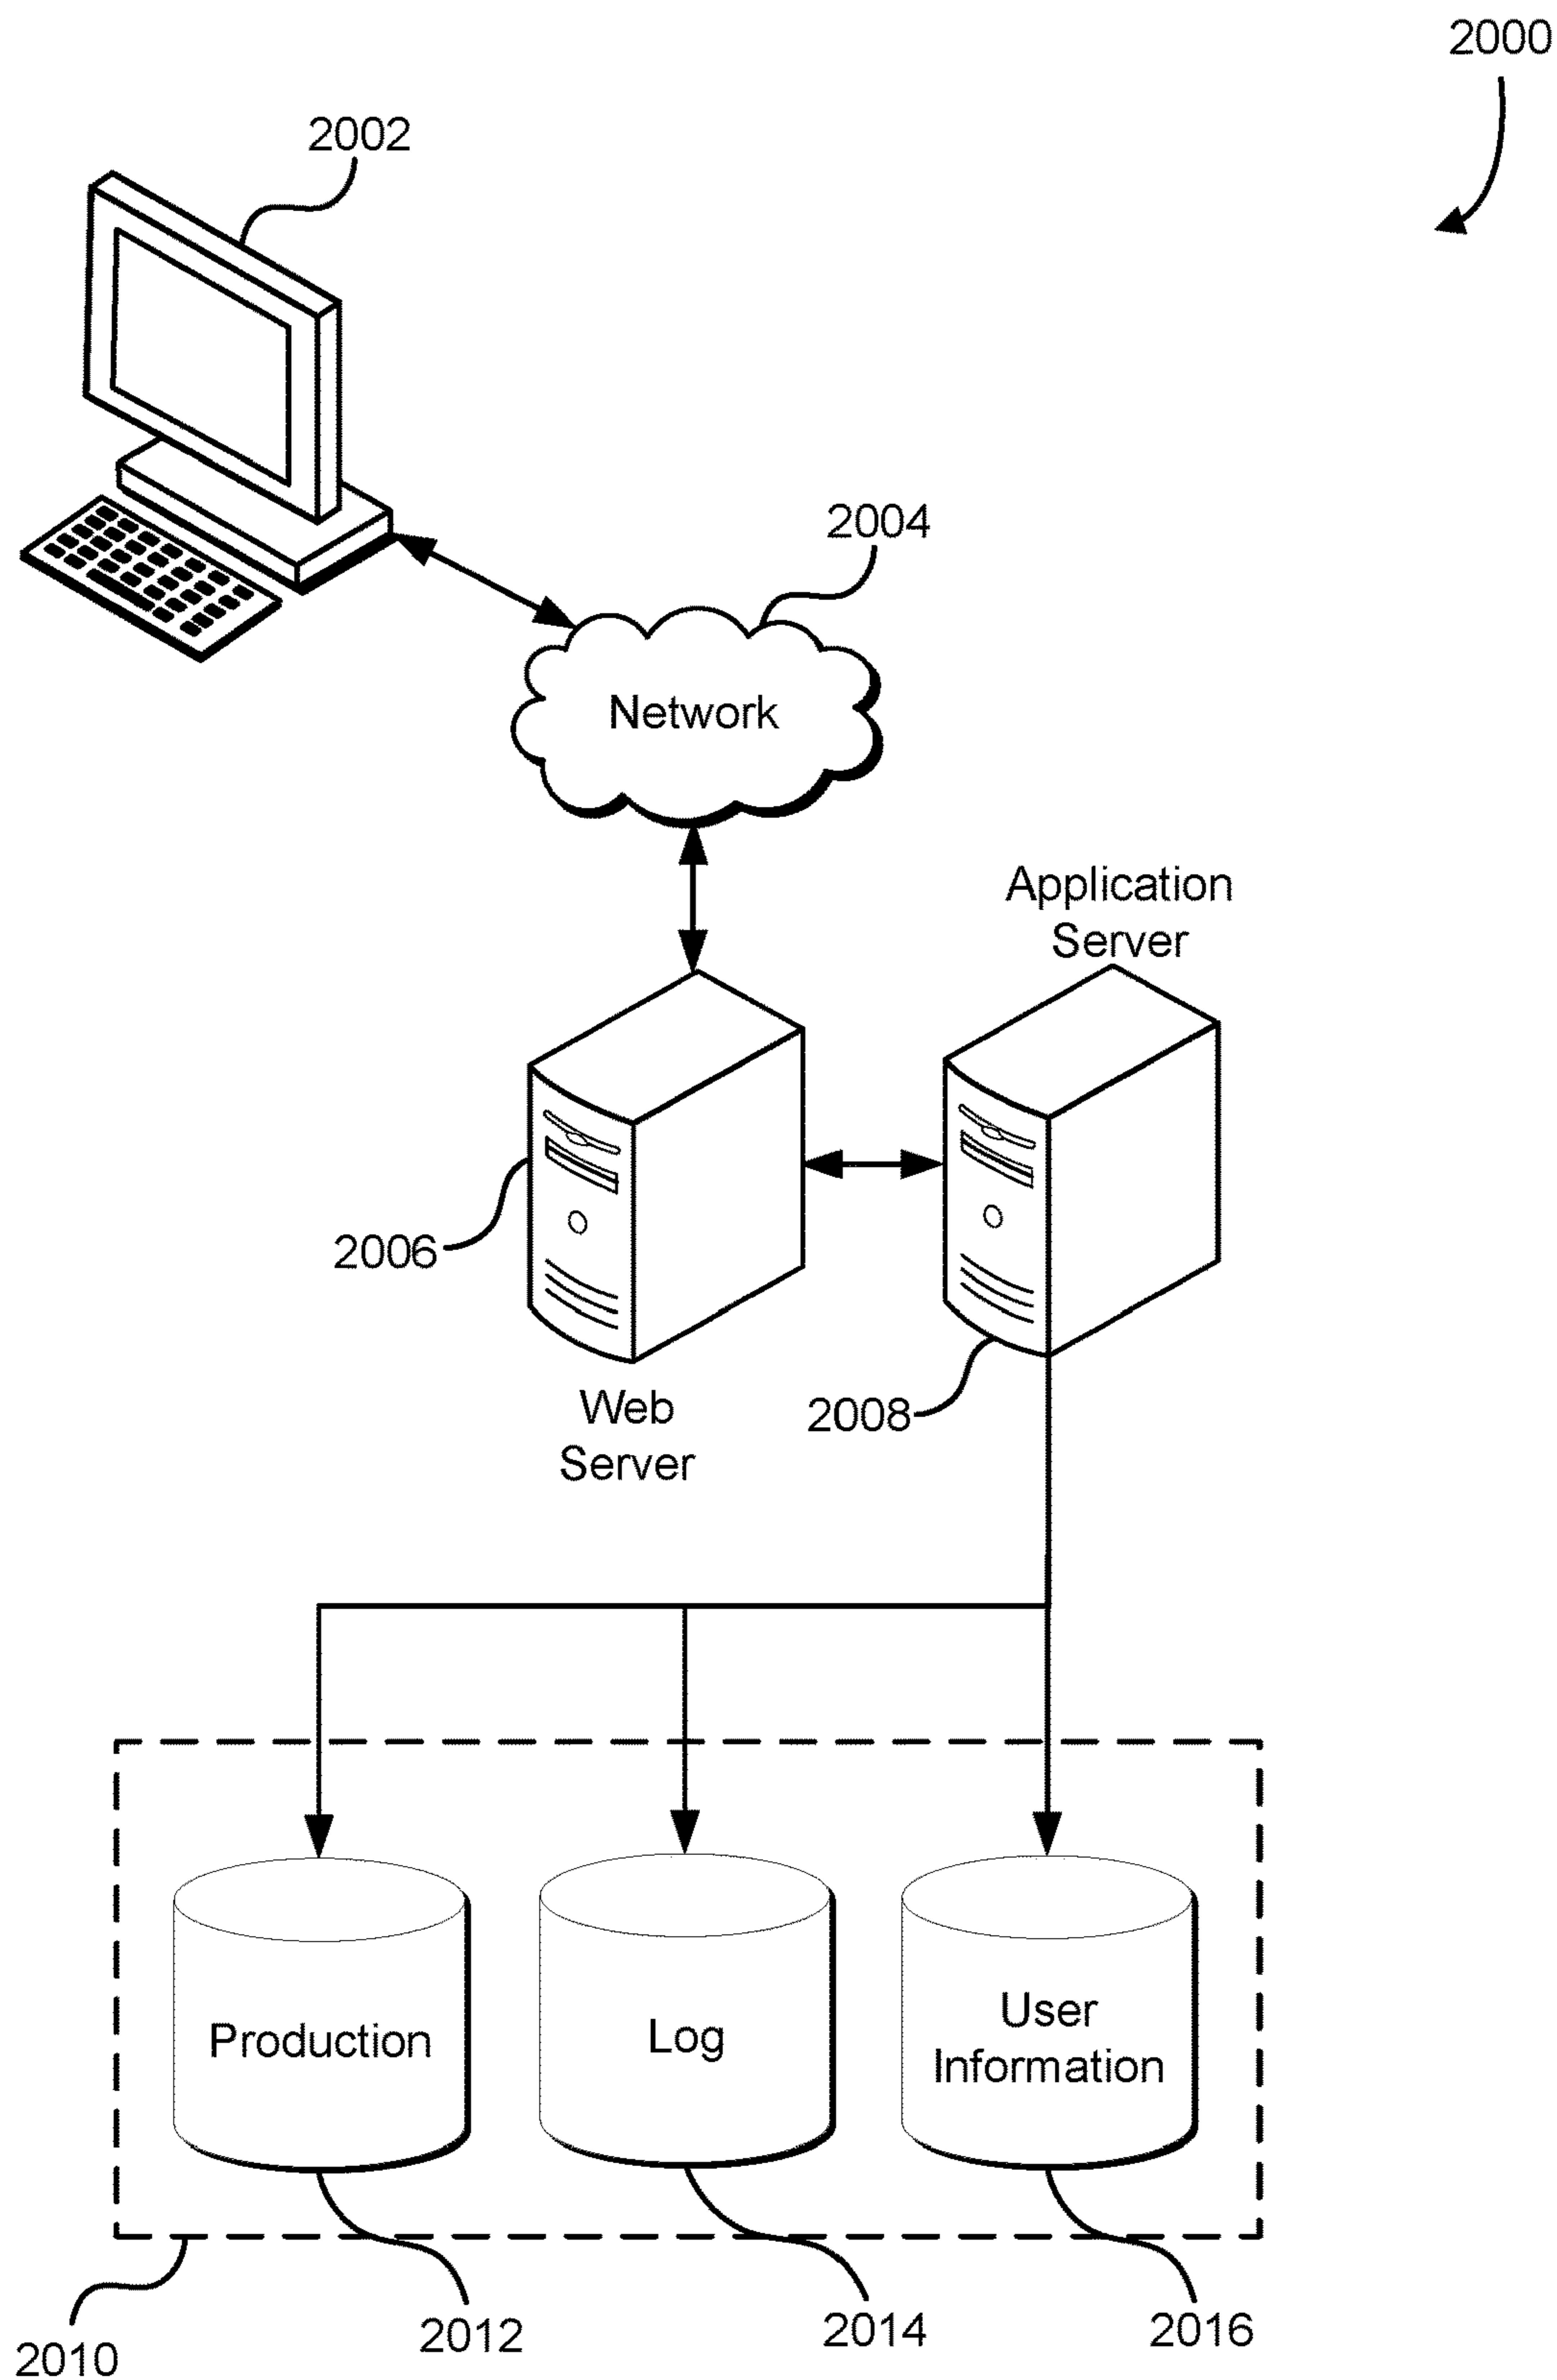 2000
2002
2004
Network
Application
Server
2006
2008
Web
Server
Production
Log
User
Information
2010
2012
2014
2016